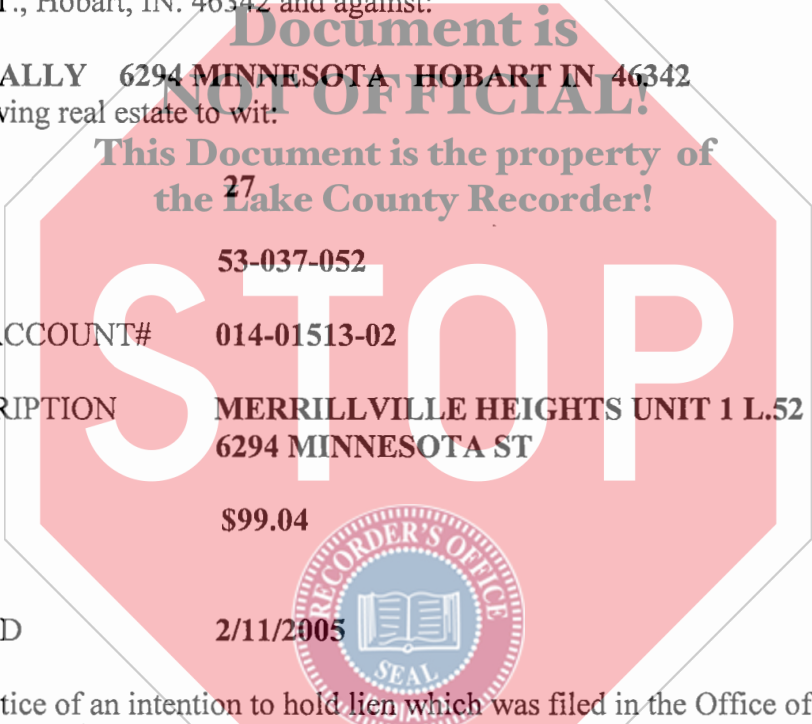 T., Hobart, IN. 46342 and against:
Document is
ALLY 6294 MINNESOTA HOBART IN 46342
NOT OFFICIAL!
ving real estate to wit:
This Document is the property of
27
the Lake County Recorder!
53-037-052
CCOUNT# 014-01513-02
RIPTION MERRILLVILLE HEIGHTS UNIT 1 L.52
6294 MINNESOTA ST
STOP
$99.04
RECORDER'S OFFICE
D 2/11/2005
SEAL
tice of an intention to hold lien which was filed in the Office of